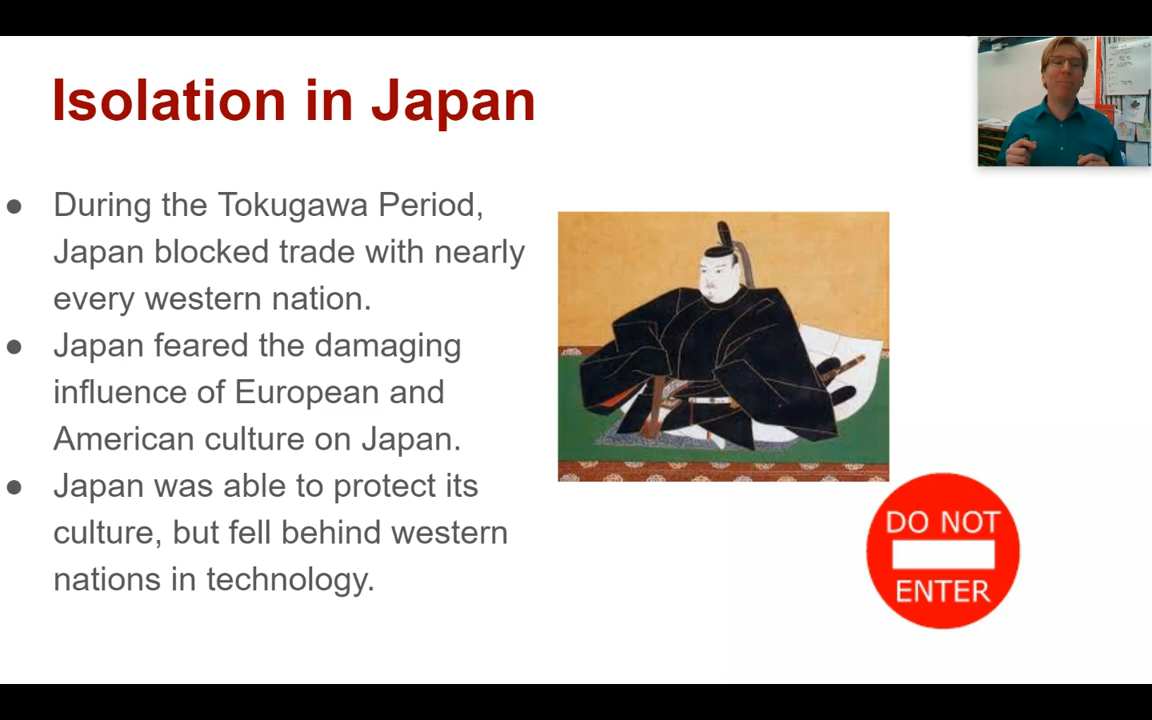 Isolation in Japan
● During the Tokugawa Period,
Japan blocked trade with nearly
every western nation.
● Japan feared the damaging
influence of European and
American culture on Japan.
● Japan was able to protect its
culture, but fell behind western
nations in technology.
DO NOT
ENTER